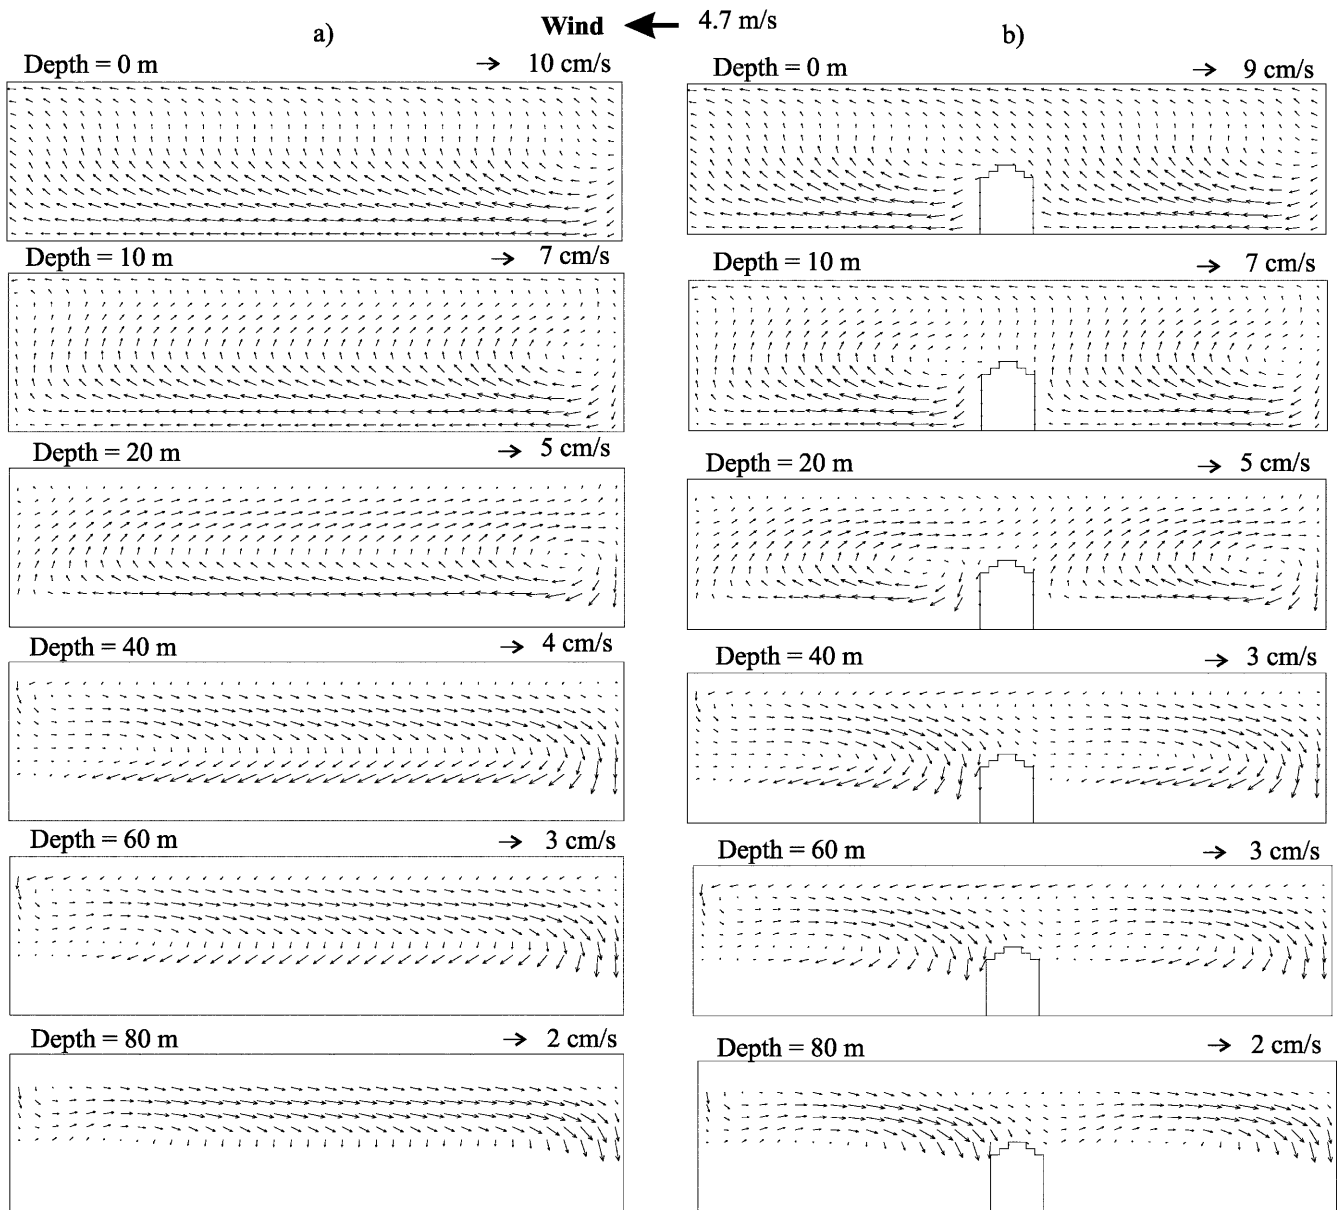 Wind 4.7 m/s
a)
b)
Depth = 0 m 10 cm/s
Depth = 0 m 9 cm/s
Depth = 10 m 7 cm/s
Depth = 10 m 7 cm/s
Depth = 20 m 5 cm/s
Depth = 20 m 5 cm/s
Depth = 40 m 4 cm/s
Depth = 40 m 3 cm/s
Depth = 60 m 3 cm/s
Depth = 60 m 3 cm/s
Depth = 80 m 2 cm/s
Depth = 80 m 2 cm/s